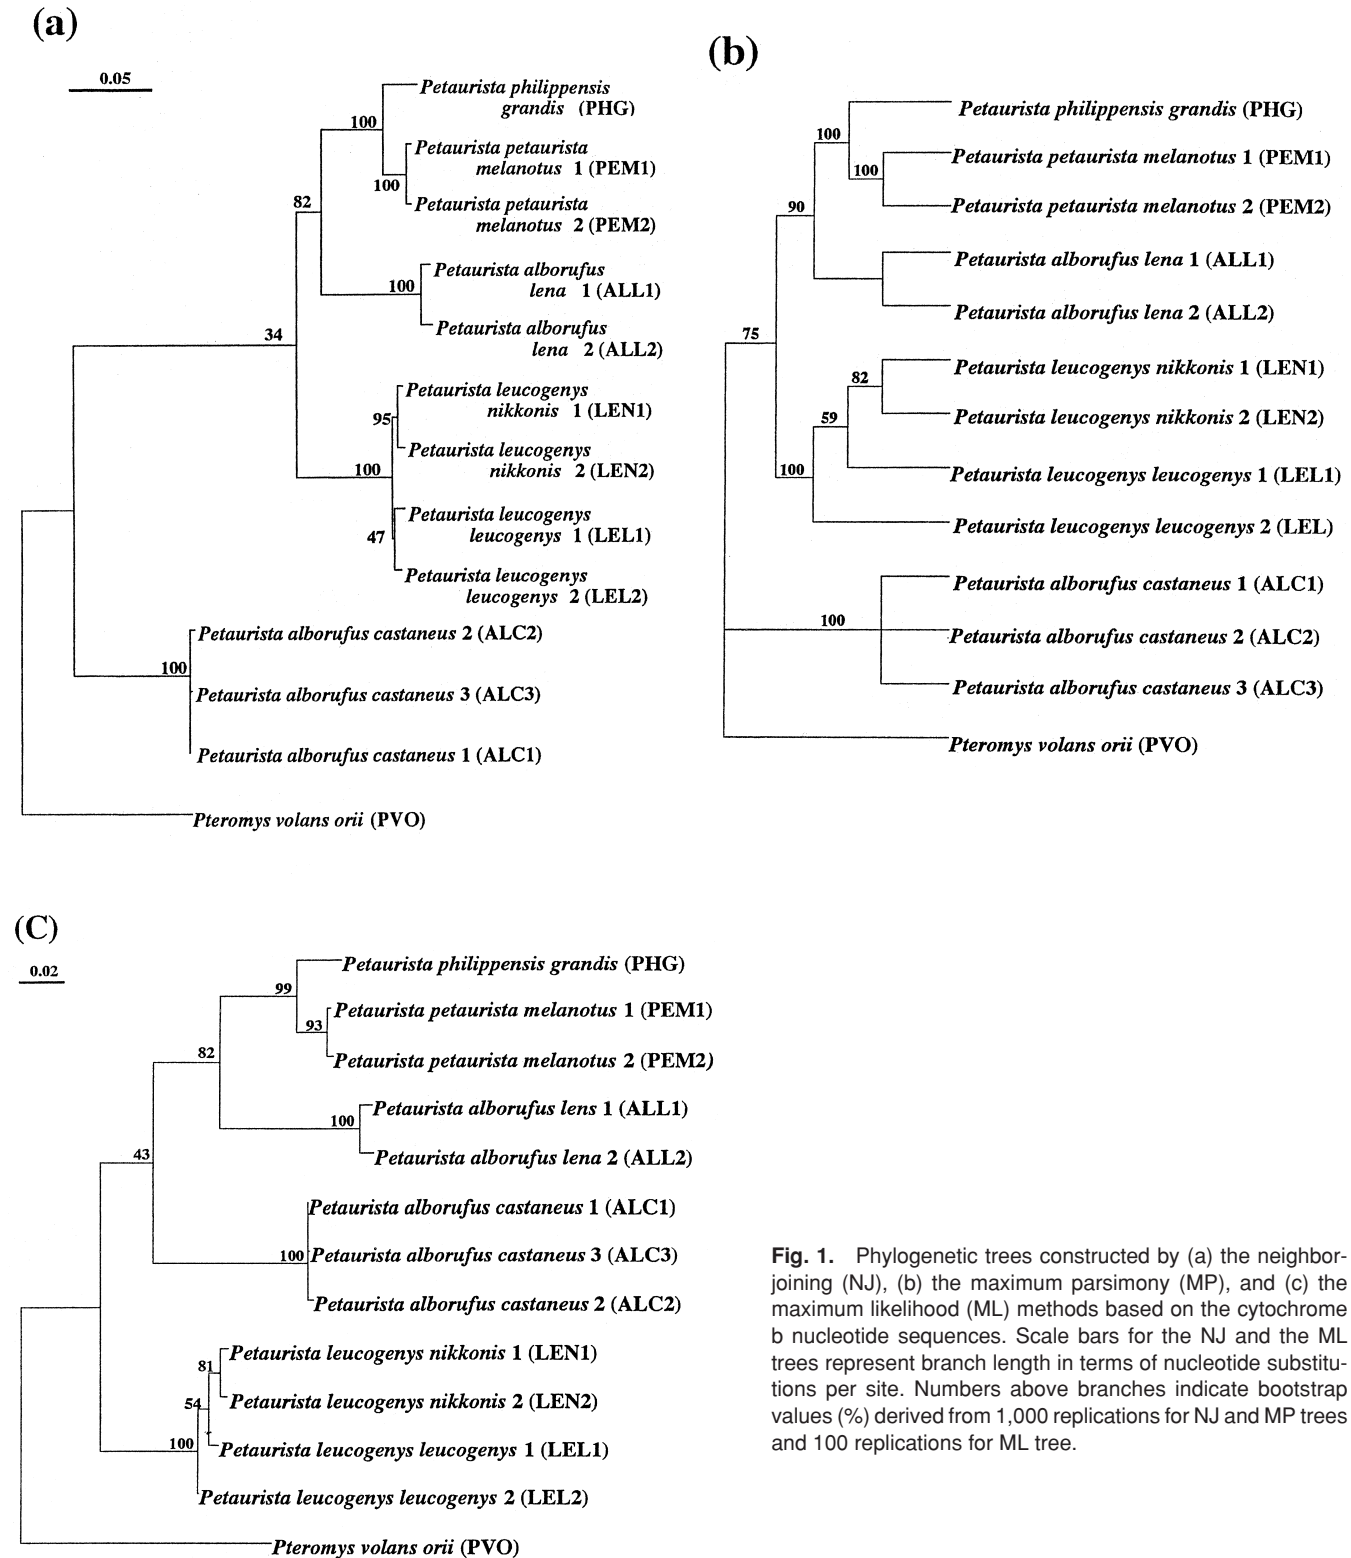 (a)
0.05
Petaurista philippensis
grandis (PHG)
100
Petaurista petaurista
melanotus 1 (PEM1)
100
Petaurista petaurista
melanotus 2 (PEM2)
82
Petaurista alborufus
lena 1 (ALL1)
100
Petaurista alborufus
lena 2 (ALL2)
34
Petaurista leucogenys
nikkonis 1 (LEN1)
95
Petaurista leucogenys
nikkonis 2 (LEN2)
100
Petaurista leucogenys
leucogenys 1 (LEL1)
47
Petaurista leucogenys
leucogenys 2 (LEL2)
Petaurista alborufus castaneus 2 (ALC2)
100
Petaurista alborufus castaneus 3 (ALC3)
Petaurista alborufus castaneus 1 (ALC1)
Pteromys volans orii (PVO)
(b)
Petaurista philippensis grandis (PHG)
100
Petaurista petaurista melanotus 1 (PEM1)
100
Petaurista petaurista melanotus 2 (PEM2)
90
Petaurista alborufus lena 1 (ALL1)
Petaurista alborufus lena 2 (ALL2)
75
Petaurista leucogenys nikkonis 1 (LEN1)
82
Petaurista leucogenys nikkonis 2 (LEN2)
59
Petaurista leucogenys leucogenys 1 (LEL1)
100
Petaurista leucogenys leucogenys 2 (LEL)
Petaurista alborufus castaneus 1 (ALC1)
100
Petaurista alborufus castaneus 2 (ALC2)
Petaurista alborufus castaneus 3 (ALC3)
Pteromys volans orii (PVO)
(C)
0.02
Petaurista philippensis grandis (PHG)
99
Petaurista petaurista melanotus 1 (PEM1)
93
Petaurista petaurista melanotus 2 (PEM2)
82
Petaurista alborufus lens 1 (ALL1)
100
Petaurista alborufus lena 2 (ALL2)
43
Petaurista alborufus castaneus 1 (ALC1)
100
Petaurista alborufus castaneus 3 (ALC3)
Petaurista alborufus castaneus 2 (ALC2)
Petaurista leucogenys nikkonis 1 (LEN1)
81
Petaurista leucogenys nikkonis 2 (LEN2)
54
Petaurista leucogenys leucogenys 1 (LEL1)
100
Petaurista leucogenys leucogenys 2 (LEL2)
Pteromys volans orii (PVO)
Fig. 1. Phylogenetic trees constructed by (a) the neighbor-
joining (NJ), (b) the maximum parsimony (MP), and (c) the
maximum likelihood (ML) methods based on the cytochrome
b nucleotide sequences. Scale bars for the NJ and the ML
trees represent branch length in terms of nucleotide substitu-
tions per site. Numbers above branches indicate bootstrap
values (%) derived from 1,000 replications for NJ and MP trees
and 100 replications for ML tree.